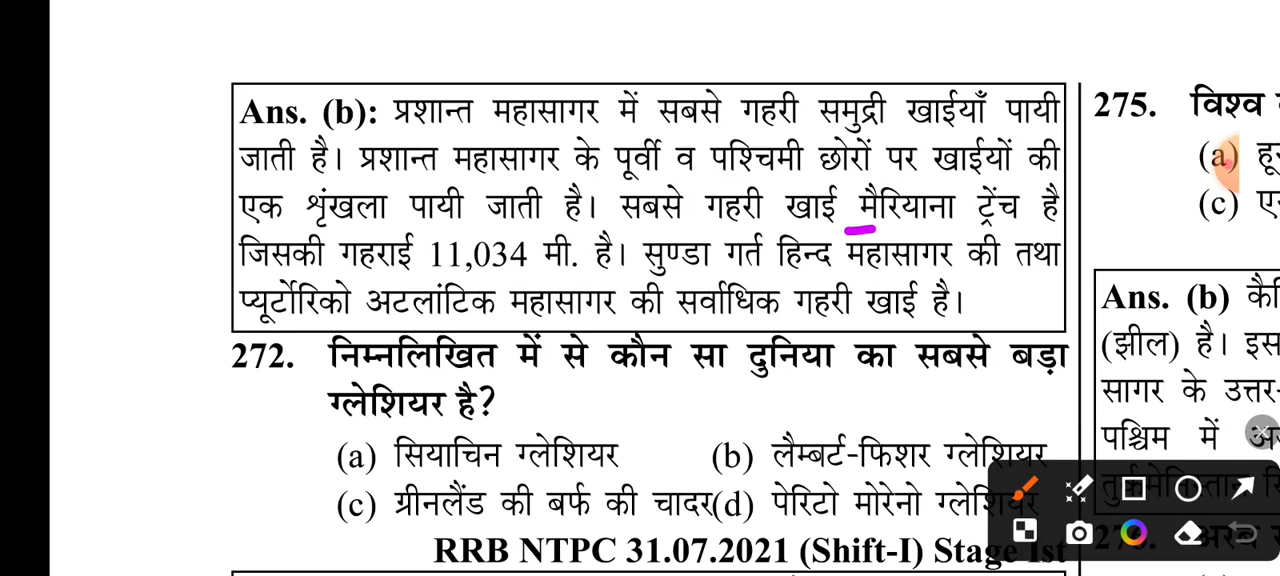 Ans. (b): प्रशान्त महासागर में सबसे गहरी समुद्री खाईयाँ पायी
जाती है। प्रशान्त महासागर के पूर्वी व पश्चिमी छोरों पर खाईयों की
एक शृंखला पायी जाती है। सबसे गहरी खाई मैरियाना ट्रेंच है
जिसकी गहराई 11,034 मी. है। सुण्डा गर्त हिन्द महासागर की तथा
प्यूर्टोरिको अटलांटिक महासागर की सर्वाधिक गहरी खाई है।
272. निम्नलिखित में से कौन सा दुनिया का सबसे बड़ा
ग्लेशियर है?
(a) सियाचिन ग्लेशियर (b) लैम्बर्ट-फिशर ग्लेशियर
(c) ग्रीनलैंड की बर्फ की चादर(d) पेरिटो मोरेनो ग्लेशियर
RRB NTPC 31.07.2021 (Shift-I) Stage Ist
275. विश्व
(a)
(c)
Ans. (b)
(झील) है। इस
सागर के उत्तर-
पश्चिम में